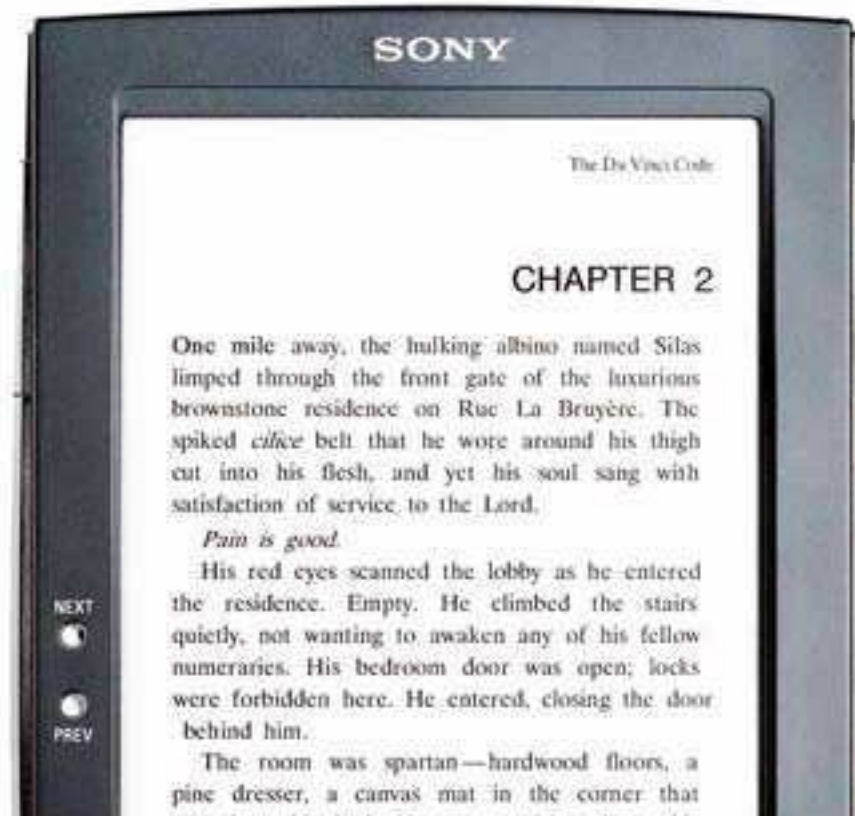 SONY
The Da Vinci Code
CHAPTER 2
One mile away, the hulking albino named Silas
limped through the front gate of the luxurious
brownstone residence on Rue La Bruyère. The
spiked cilice belt that he wore around his thigh
cut into his flesh, and yet his soul sang with
satisfaction of service to the Lord.
Pain is good.
His red eyes scanned the lobby as he entered
the residence. Empty. He climbed the stairs
quietly, not wanting to awaken any of his fellow
numeraries. His bedroom door was open; locks
were forbidden here. He entered, closing the door
behind him.
The room was spartan—hardwood floors, a
pine dresser, a canvas mat in the corner that
NEXT
PREV